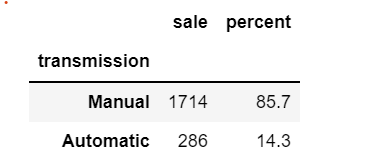 sale percent
transmission
Manual 1714 85.7
Automatic 286 14.3